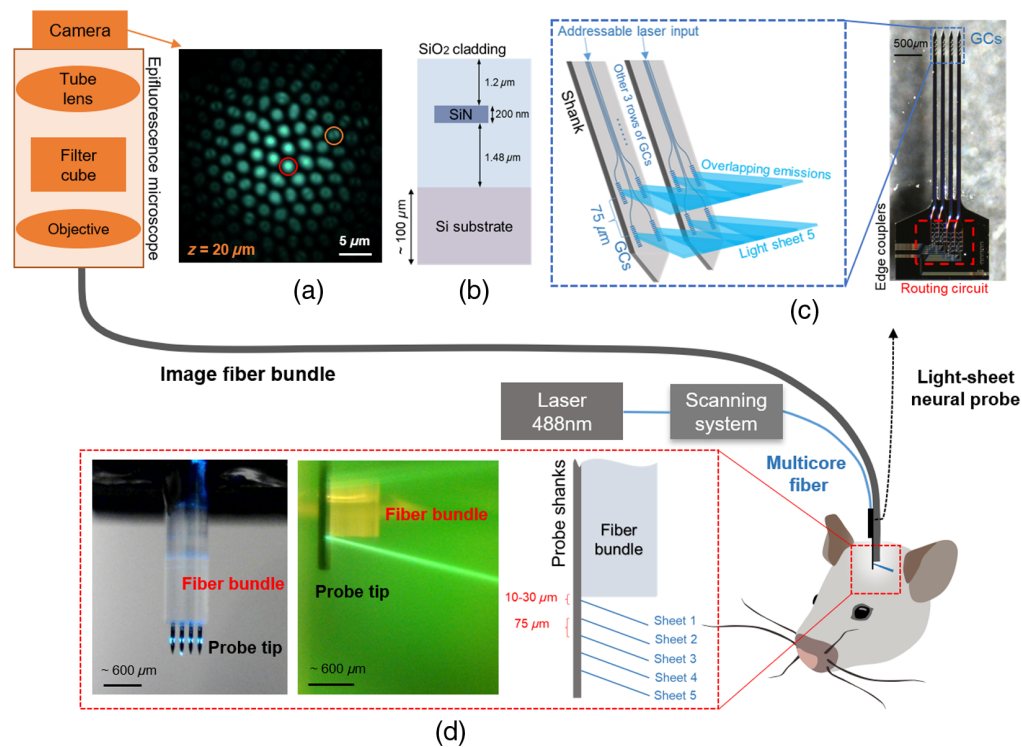 Camera
Tube
lens
Filter
cube
Objective
Epifluorescence microscope
z = 20 µm
5 µm
(a)
SiO2 cladding
1.2 µm
SiN
200 nm
1.48 µm
~ 100 µm
Si substrate
(b)
Addressable laser input
Shank
Other 3 rows of GCs
Overlapping emissions
75 µm
GCs
Light sheet 5
(c)
500µm
GCs
Edge couplers
Routing circuit
Image fiber bundle
Laser
488nm
Scanning
system
Light-sheet
neural probe
Multicore
fiber
Fiber bundle
Probe tip
~ 600 µm
Fiber bundle
Probe tip
~ 600 µm
Probe shanks
Fiber
bundle
10-30 µm
75 µm
Sheet 1
Sheet 2
Sheet 3
Sheet 4
Sheet 5
(d)